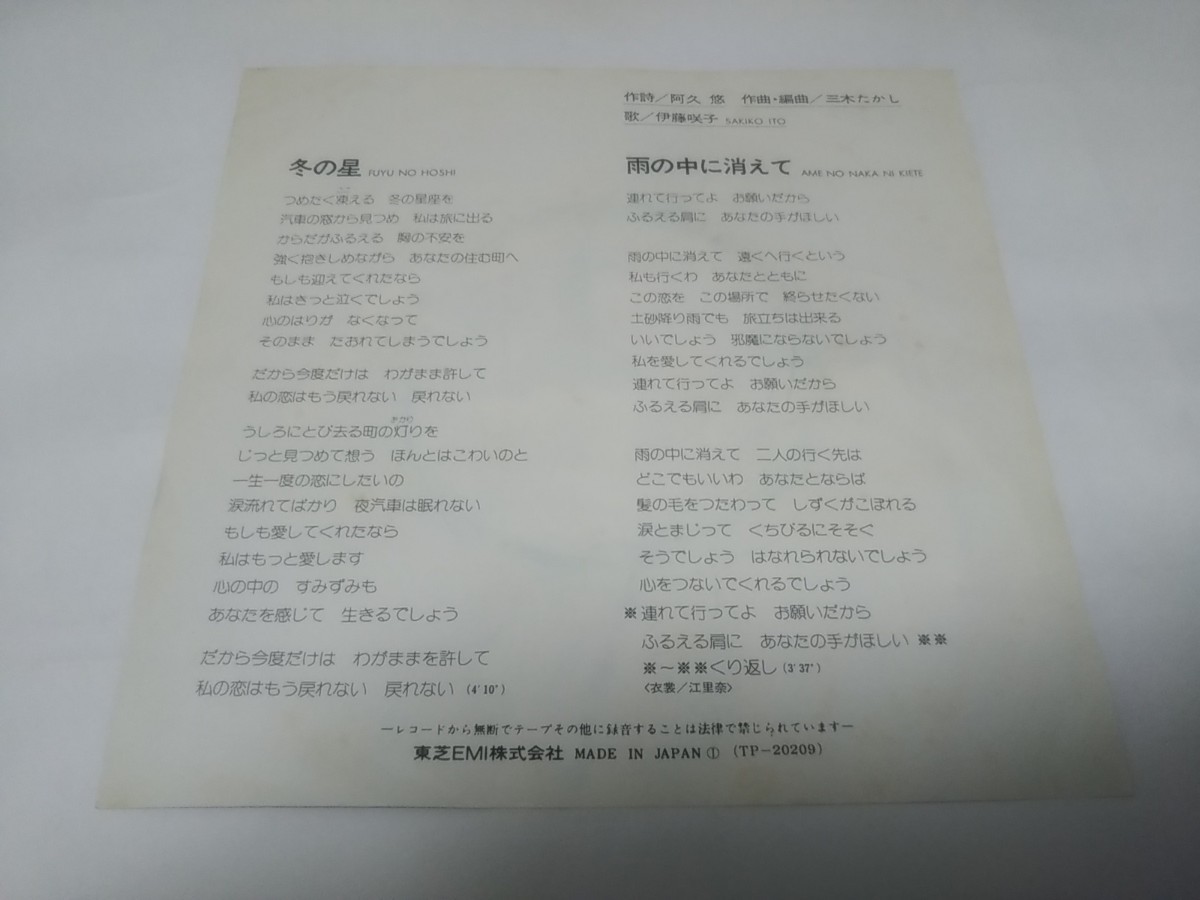 作詩/阿久 悠 作曲・編曲/三木たかし
歌/伊藤咲子 SAKIKO ITO
冬の星 FUYU NO HOSHI
つめたく凍える 冬の星座を
汽車の窓から見つめ 私は旅に出る
からだがふるえる 胸の不安を
強く抱きしめながら あなたの住む町へ
もしも迎えてくれたなら
私はきっと泣くでしょう
心のはりが なくなって
そのまま たおれてしまうでしょう
だから今度だけは わがまま許して
私の恋はもう戻れない 戻れない
うしろにとび去る町の灯りを
じっと見つめて想う ほんとはこわいのと
一生一度の恋にしたいの
涙流れてばかり 夜汽車は眠れない
もしも愛してくれたなら
私はもっと愛します
心の中の すみずみも
あなたを感じて 生きるでしょう
だから今度だけは わがままを許して
私の恋はもう戻れない 戻れない (4'10")
雨の中に消えて AME NO NAKA NI KIETE
連れて行ってよ お願いだから
ふるえる肩に あなたの手がほしい
雨の中に消えて 遠くへ行くという
私も行くわ あなたとともに
この恋を この場所で 終らせたくない
土砂降り雨でも 旅立ちは出来る
いいでしょう 邪魔にならないでしょう
私を愛してくれるでしょう
連れて行ってよ お願いだから
ふるえる肩に あなたの手がほしい
雨の中に消えて 二人の行く先は
どこでもいいわ あなたとならば
髪の毛をつたわって しずくがこぼれる
涙とまじって くちびるにそそぐ
そうでしょう はなれられないでしょう
心をつないでくれるでしょう
※連れて行ってよ お願いだから
ふるえる肩に あなたの手がほしい※※
※〜※※くり返し (3'37")
〈衣裳/江里奈〉
―レコードから無断でテープその他に録音することは法律で禁じられています―
東芝EMI株式会社 MADE IN JAPAN ① (TP-20209)